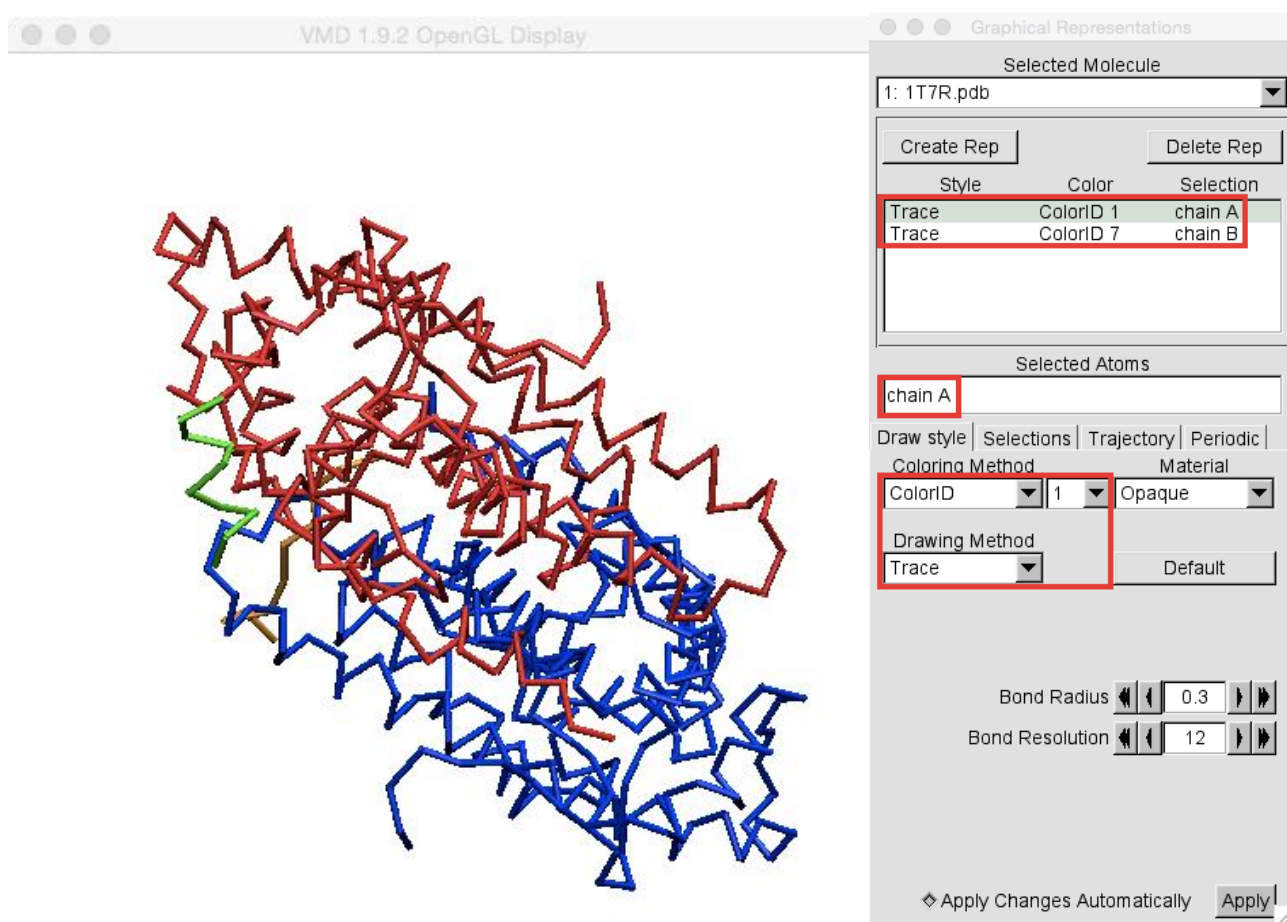 VMD 1.9.2 OpenGL Display
Graphical Representations
Selected Molecule
1: 1T7R.pdb
Create Rep
Delete Rep
Style Color Selection
Trace ColorID 1 chain A
Trace ColorID 7 chain B
Selected Atoms
chain A
Draw style Selections Trajectory Periodic
Coloring Method Material
ColorID 1 Opaque
Drawing Method
Trace Default
Bond Radius 0.3
Bond Resolution 12
Apply Changes Automatically Apply